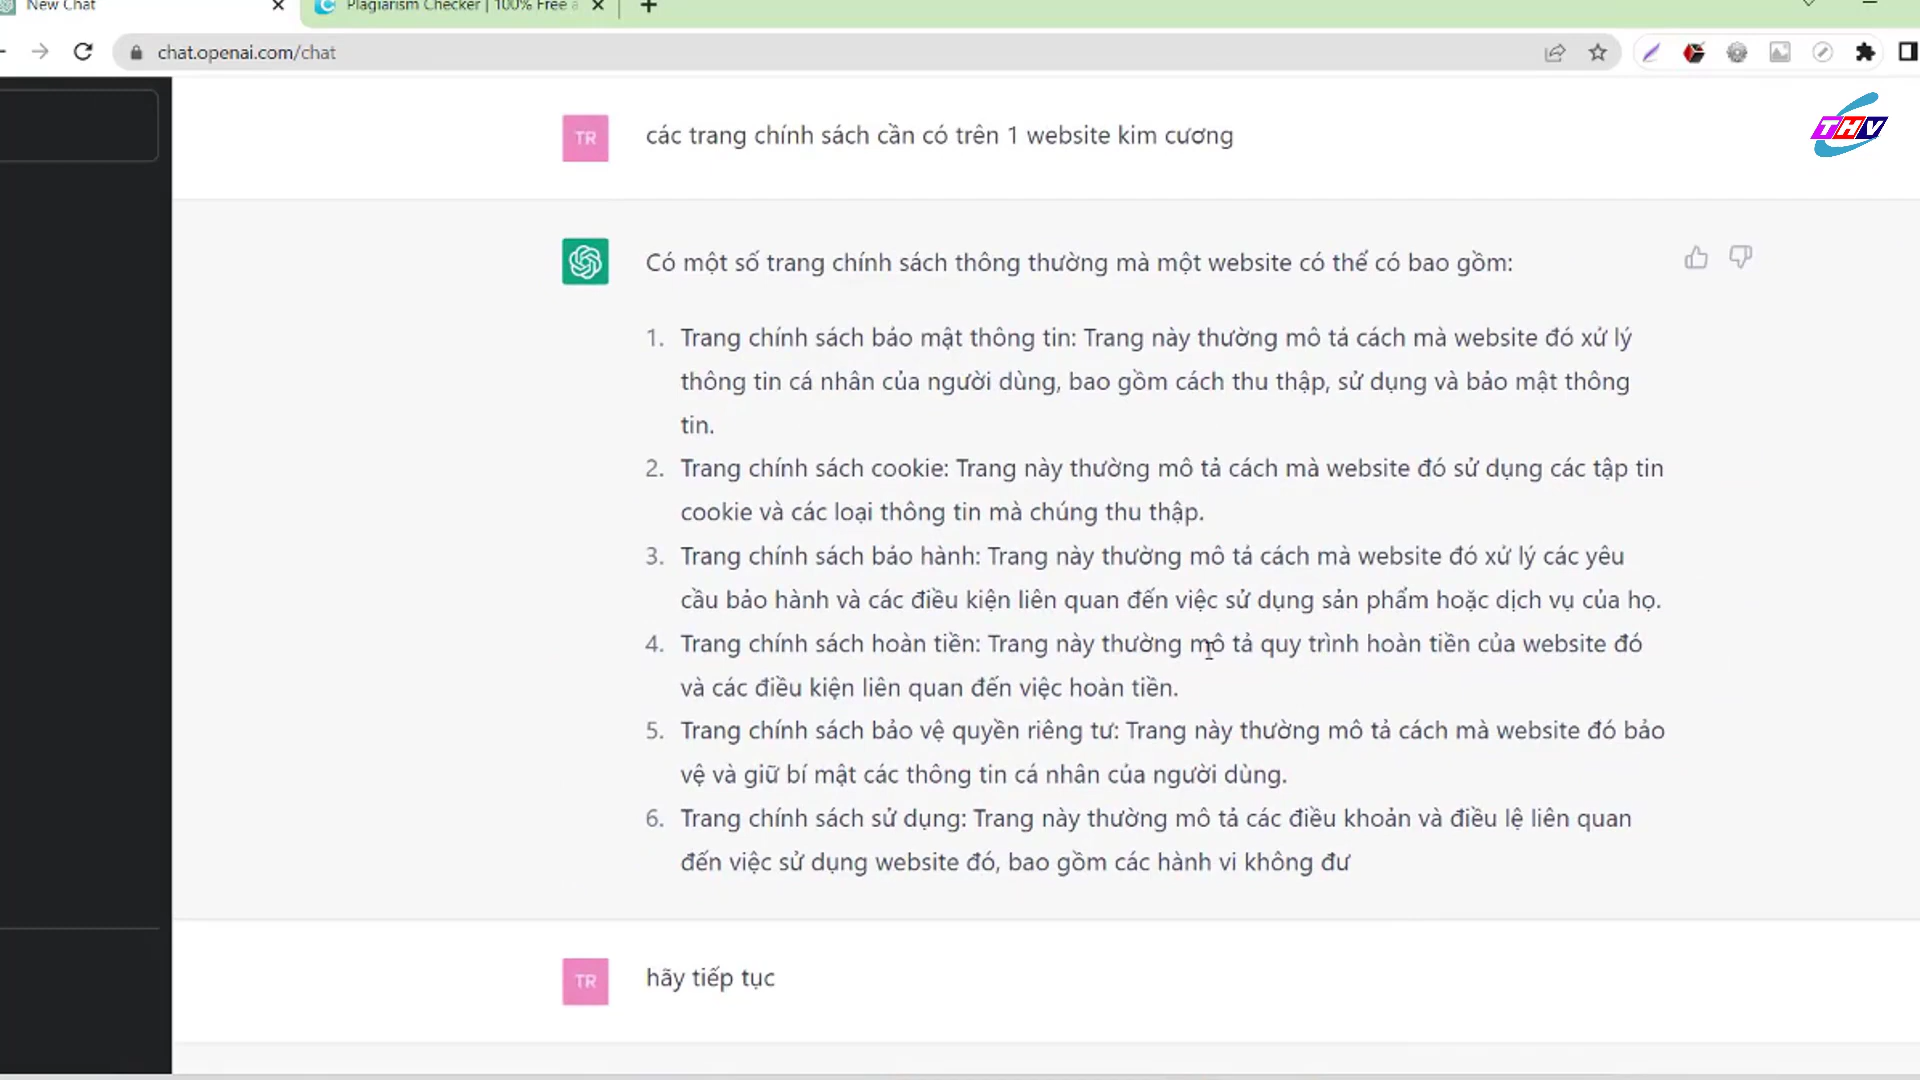 New Chat
Plagiarism Checker | 100% Free a
chat.openai.com/chat
THV
TR
các trang chính sách cần có trên 1 website kim cương
Có một số trang chính sách thông thường mà một website có thể có bao gồm:
1. Trang chính sách bảo mật thông tin: Trang này thường mô tả cách mà website đó xử lý
thông tin cá nhân của người dùng, bao gồm cách thu thập, sử dụng và bảo mật thông
tin.
2. Trang chính sách cookie: Trang này thường mô tả cách mà website đó sử dụng các tập tin
cookie và các loại thông tin mà chúng thu thập.
3. Trang chính sách bảo hành: Trang này thường mô tả cách mà website đó xử lý các yêu
cầu bảo hành và các điều kiện liên quan đến việc sử dụng sản phẩm hoặc dịch vụ của họ.
4. Trang chính sách hoàn tiền: Trang này thường mô tả quy trình hoàn tiền của website đó
và các điều kiện liên quan đến việc hoàn tiền.
5. Trang chính sách bảo vệ quyền riêng tư: Trang này thường mô tả cách mà website đó bảo
vệ và giữ bí mật các thông tin cá nhân của người dùng.
6. Trang chính sách sử dụng: Trang này thường mô tả các điều khoản và điều lệ liên quan
đến việc sử dụng website đó, bao gồm các hành vi không đư
TR
hãy tiếp tục